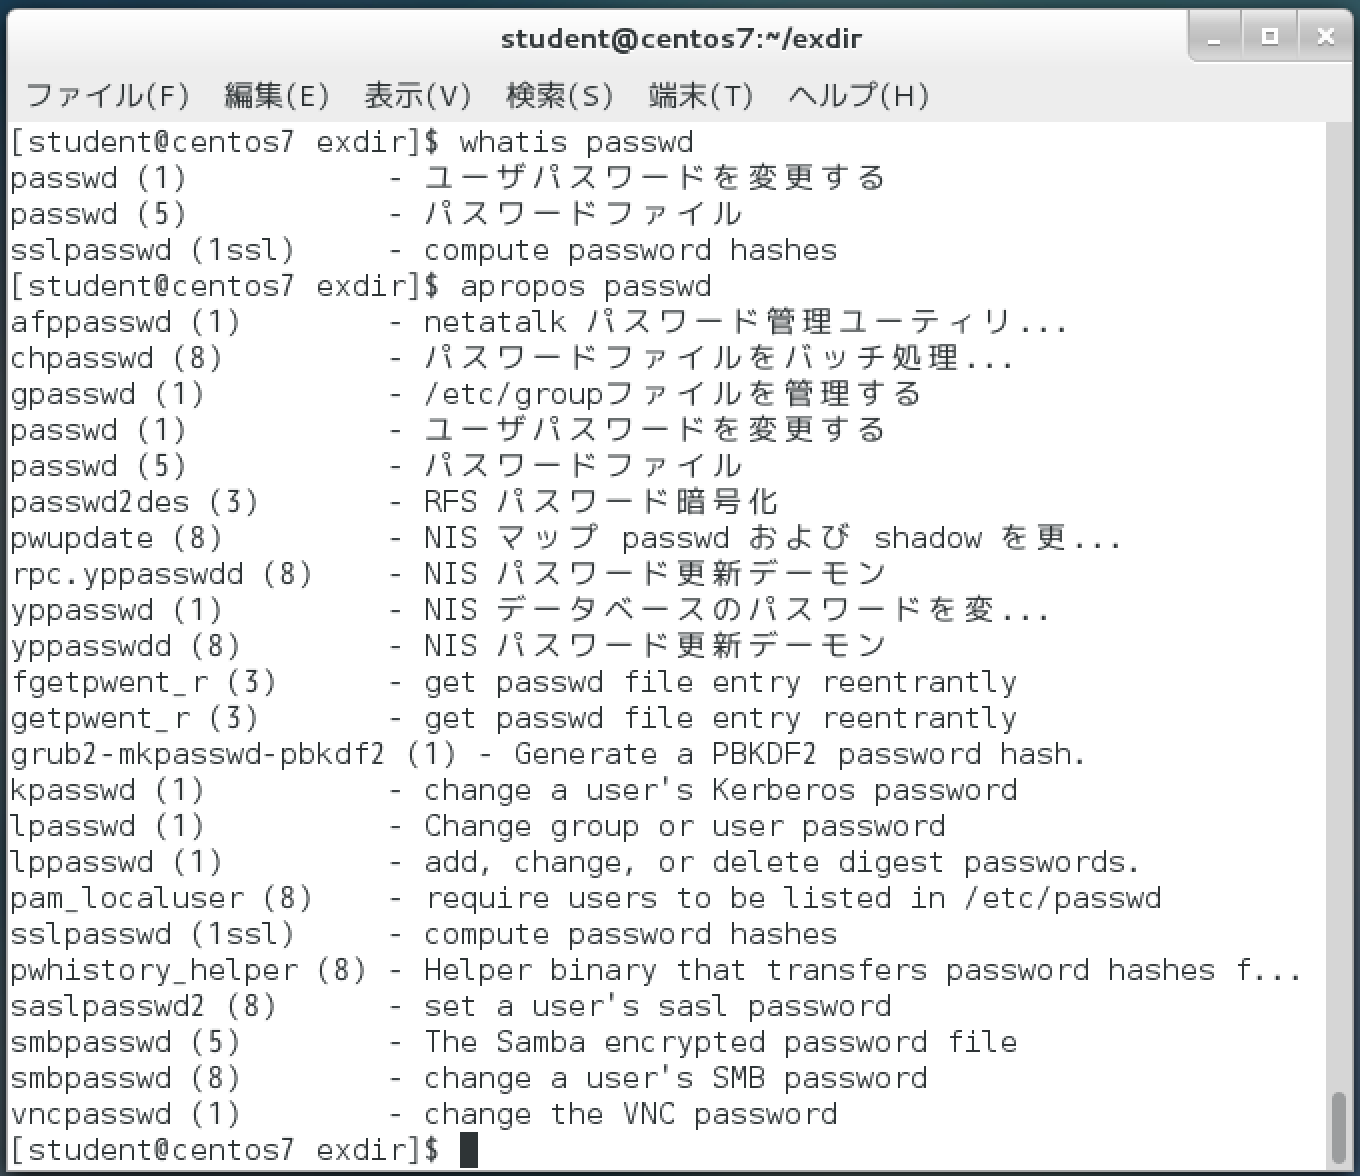 student@centos7:~/exdir
ファイル(F) 編集(E) 表示(V) 検索(S) 端末(T) ヘルプ(H)
[student@centos7 exdir]$ whatis passwd
passwd (1)           - ユーザパスワードを変更する
passwd (5)           - パスワードファイル
sslpasswd (1ssl)     - compute password hashes
[student@centos7 exdir]$ apropos passwd
afppasswd (1)        - netatalk パスワード管理ユーティリ...
chpasswd (8)         - パスワードファイルをバッチ処理...
gpasswd (1)          - /etc/groupファイルを管理する
passwd (1)           - ユーザパスワードを変更する
passwd (5)           - パスワードファイル
passwd2des (3)       - RFS パスワード暗号化
pwupdate (8)         - NIS マップ passwd および shadow を更...
rpc.yppasswdd (8)    - NIS パスワード更新デーモン
yppasswd (1)         - NIS データベースのパスワードを変...
yppasswdd (8)        - NIS パスワード更新デーモン
fgetpwent_r (3)      - get passwd file entry reentrantly
getpwent_r (3)       - get passwd file entry reentrantly
grub2-mkpasswd-pbkdf2 (1) - Generate a PBKDF2 password hash.
kpasswd (1)          - change a user's Kerberos password
lpasswd (1)          - Change group or user password
lppasswd (1)         - add, change, or delete digest passwords.
pam_localuser (8)    - require users to be listed in /etc/passwd
sslpasswd (1ssl)     - compute password hashes
pwhistory_helper (8) - Helper binary that transfers password hashes f...
saslpasswd2 (8)      - set a user's sasl password
smbpasswd (5)        - The Samba encrypted password file
smbpasswd (8)        - change a user's SMB password
vncpasswd (1)        - change the VNC password
[student@centos7 exdir]$